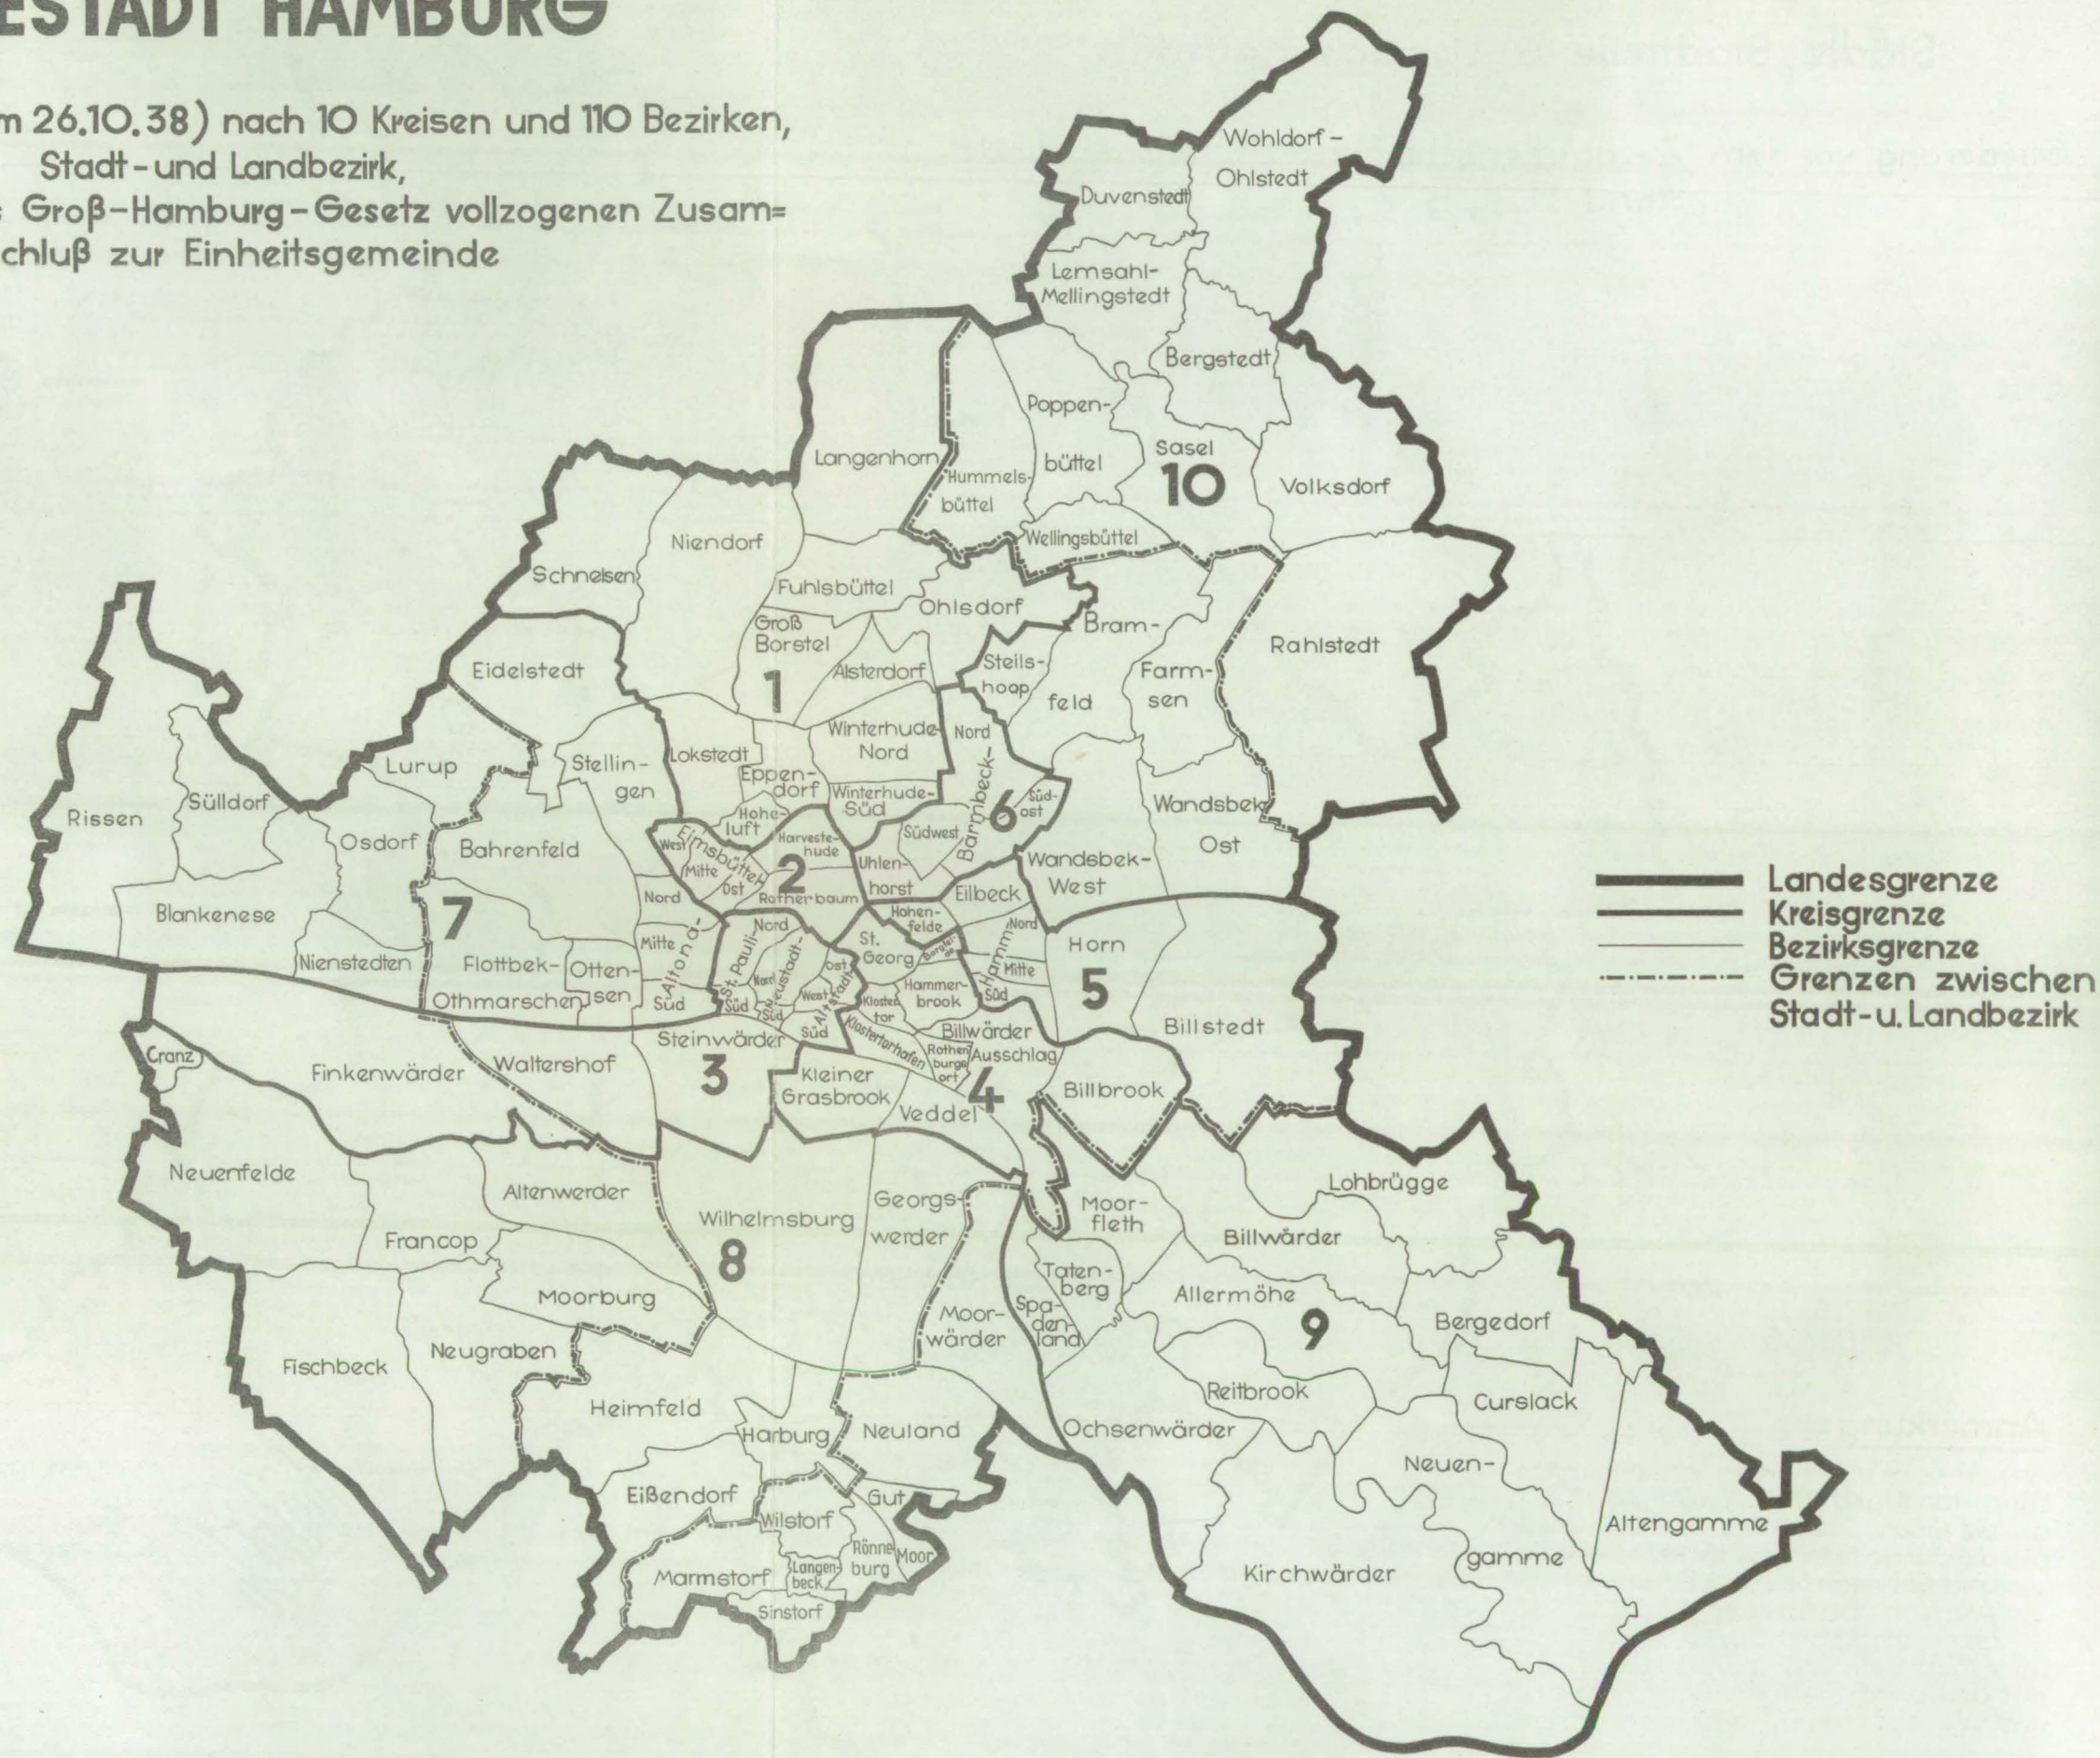 ESTADT HAMBURG
m 26.10.38) nach 10 Kreisen und 110 Bezirken,
Stadt-und Landbezirk,
Groß-Hamburg-Gesetz vollzogenen Zusam=
chluß zur Einheitsgemeinde
Wohldorf-
Ohlstedt
Duvenstedt
Lemsahl-
Mellingstedt
Bergstedt
Poppen-
büttel
Sasel
10
Volksdorf
Langenhorn
Hummels-
büttel
Wellingsbüttel
Niendorf
Schnelsen
Fuhlsbüttel
Ohlsdorf
Groß
Borstel
Alsterdorf
1
Bram-
feld
Steils-
hoop
Farm-
sen
Rahlstedt
Eidelstedt
Lurup
Stellin-
gen
Lokstedt
Winterhude
Nord
Nord
Eppen-
dorf
Winterhude-
Süd
Hohe-
luft
Barmbeck-
6
Süd-
ost
Südwest
Wandsbek
Ost
Rissen
Sülldorf
Osdorf
Bahrenfeld
West
Eimsbüttel
Mitte
Ost
Harveste-
hude
2
Rotherbaum
Uhlen-
horst
Eilbeck
Wandsbek-
West
Blankenese
7
Nienstedten
Flottbek-
Othmarschen
Otten-
sen
Nord
Mitte
Altona-
Süd
St. Pauli-
Nord
Süd
Neustadt-
Nord
Süd
Ost
West
Altstadt-
Süd
Hohen-
felde
St.
Georg
Borgfel-
de
Hamm-
Nord
Mitte
Süd
Horn
5
Hammer-
brook
Kloster
tor
Klostertorhafen
Billwärder
Ausschlag
Rothen
burgs
ort
4
Billstedt
Billbrook
Steinwärder
3
Kleiner
Grasbrook
Veddel
Cranz
Finkenwärder
Waltershof
Neuenfelde
Altenwerder
Francop
Moorburg
Wilhelmsburg
8
Georgs-
werder
Moor-
wärder
Moor-
fleth
Taten-
berg
Spa-
den-
land
Lohbrügge
Billwärder
Allermöhe
9
Bergedorf
Fischbeck
Neugraben
Heimfeld
Harburg
Neuland
Ochsenwärder
Reitbrook
Curslack
Neuen-
gamme
Altengamme
Kirchwärder
Eißendorf
Wilstorf
Gut
Moor
Rönne
burg
Langen-
beck
Marmstorf
Sinstorf
Landesgrenze
Kreisgrenze
Bezirksgrenze
Grenzen zwischen
Stadt-u. Landbezirk